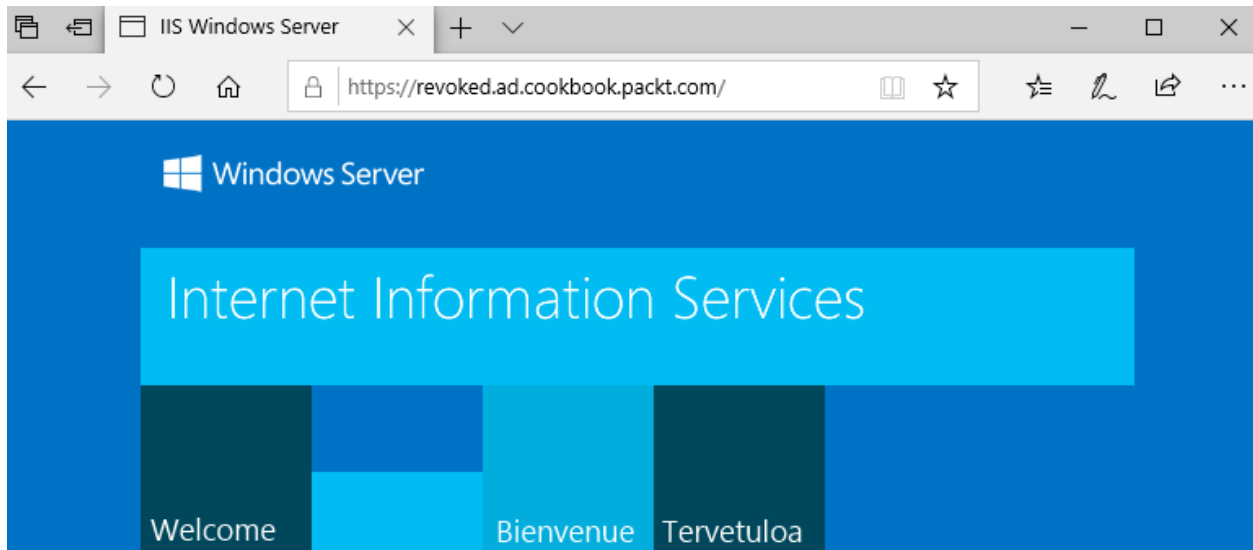 IIS Windows Server
https://revoked.ad.cookbook.packt.com/
Windows Server
Internet Information Services
Welcome Bienvenue Tervetuloa